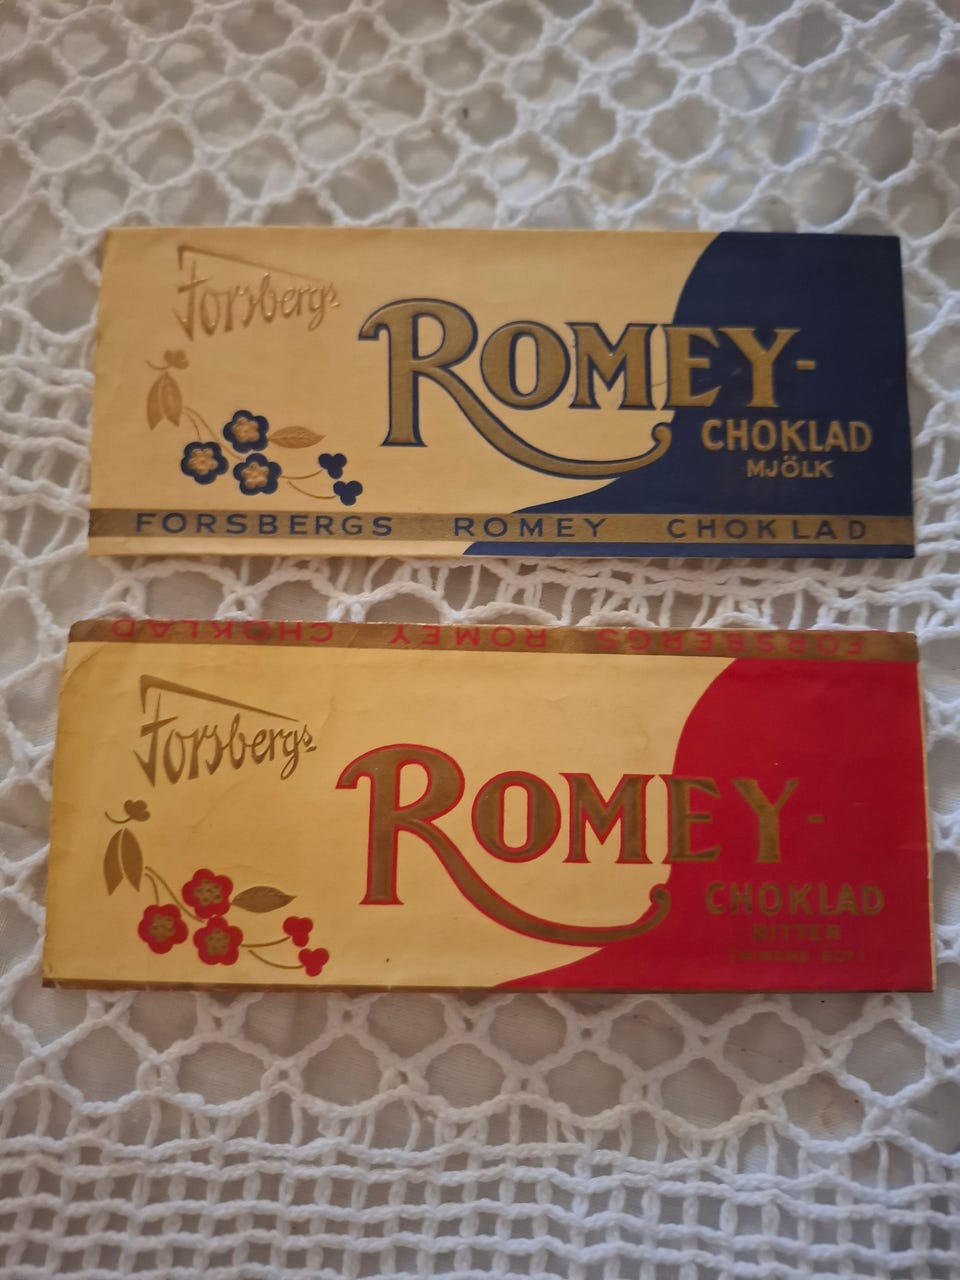 Forsbergs
ROMEY-
CHOKLAD
MJÖLK
FORSBERGS ROMEY CHOKLAD
FORSBERGS ROMEY CHOKLAD
Forsbergs
ROMEY-
CHOKLAD
BITTER